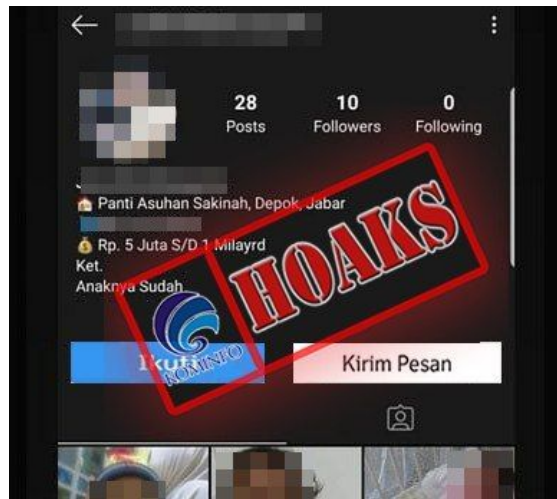 28 10 0
Posts Followers Following
Panti Asuhan Sakinah, Depok, Jabar
Rp. 5 Juta S/D 1 Milayrd
Ket.
Anaknya Sudah
HOAKS
KOMINFO
Ikuti
Kirim Pesan